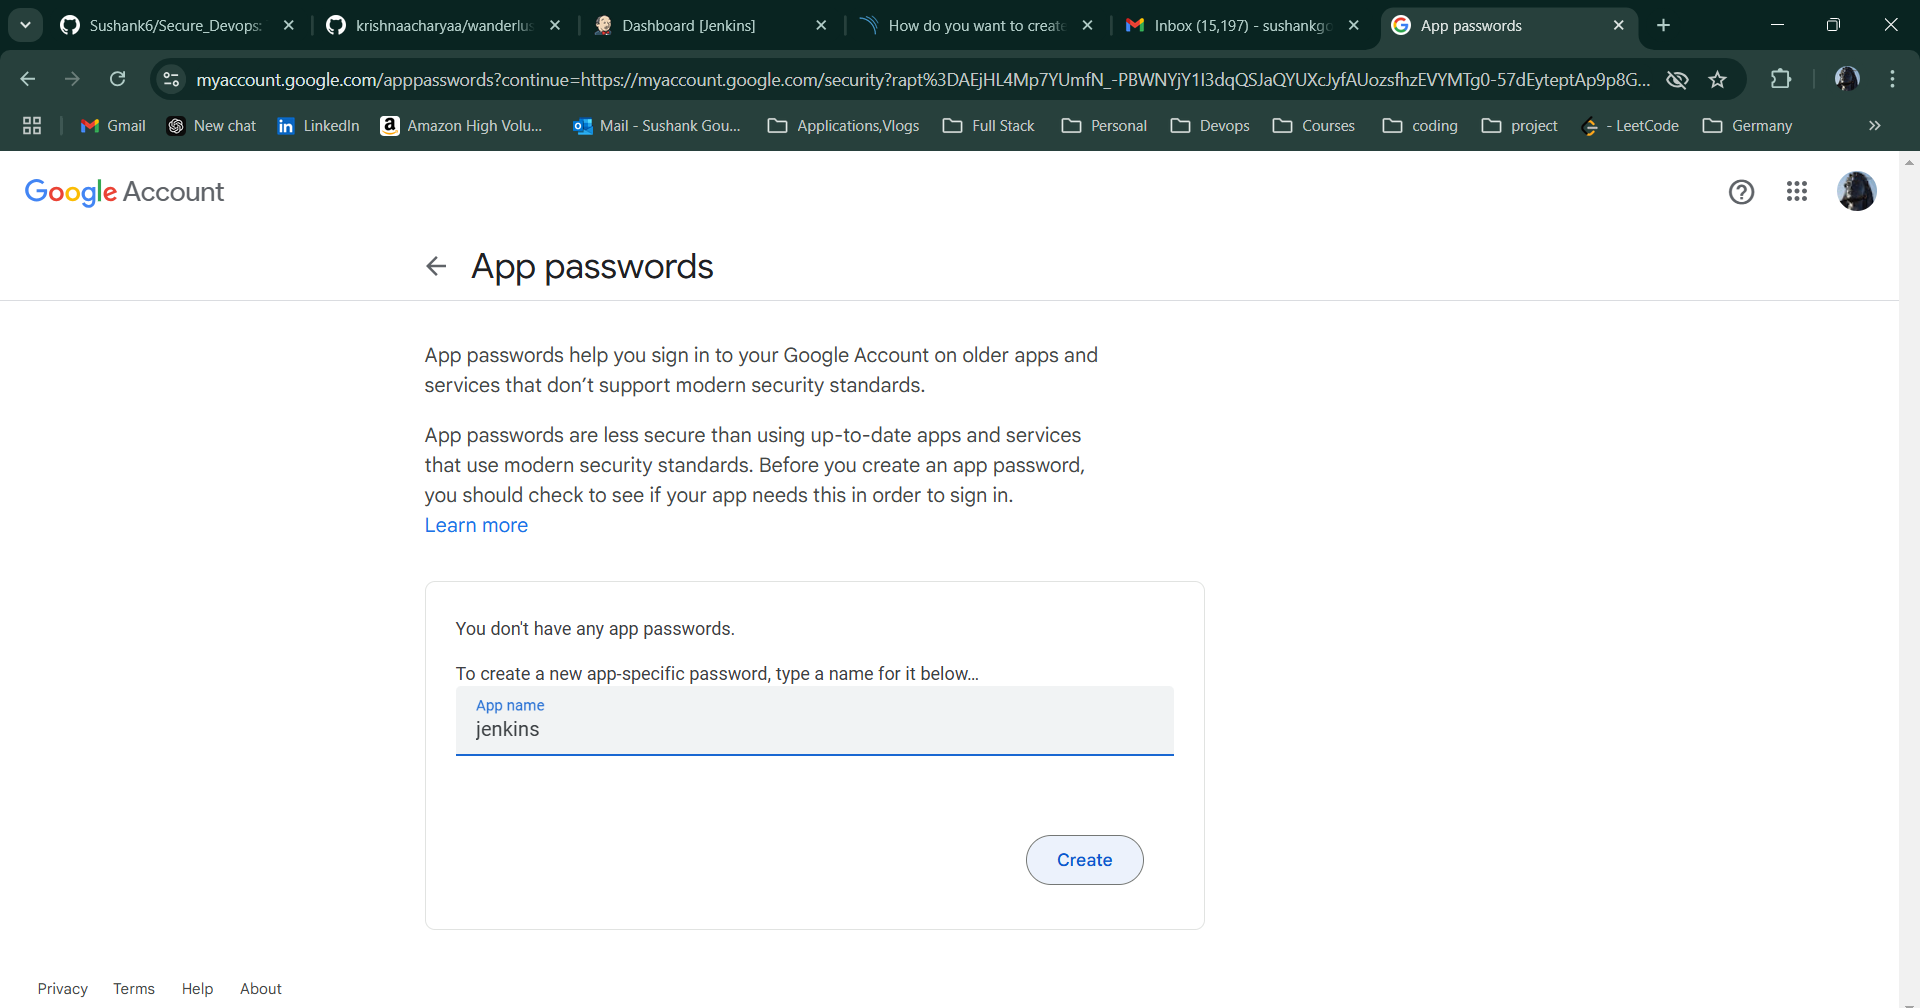 Sushank6/Secure_Devops:
krishnaacharyaa/wanderlus
Dashboard [Jenkins]
How do you want to create
Inbox (15,197) - sushankgo
App passwords
myaccount.google.com/apppasswords?continue=https://myaccount.google.com/security?rapt%3DAEjHL4Mp7YUmfN_-PBWNYjY1I3dqQSJaQYUXcJyfAUozsfhzEVYMTg0-57dEyteptAp9p8G...
Gmail
New chat
LinkedIn
Amazon High Volu...
Mail - Sushank Gou...
Applications,Vlogs
Full Stack
Personal
Devops
Courses
coding
project
- LeetCode
Germany
Google Account
App passwords
App passwords help you sign in to your Google Account on older apps and
services that don’t support modern security standards.
App passwords are less secure than using up-to-date apps and services
that use modern security standards. Before you create an app password,
you should check to see if your app needs this in order to sign in.
Learn more
You don't have any app passwords.
To create a new app-specific password, type a name for it below...
App name
jenkins
Create
Privacy
Terms
Help
About